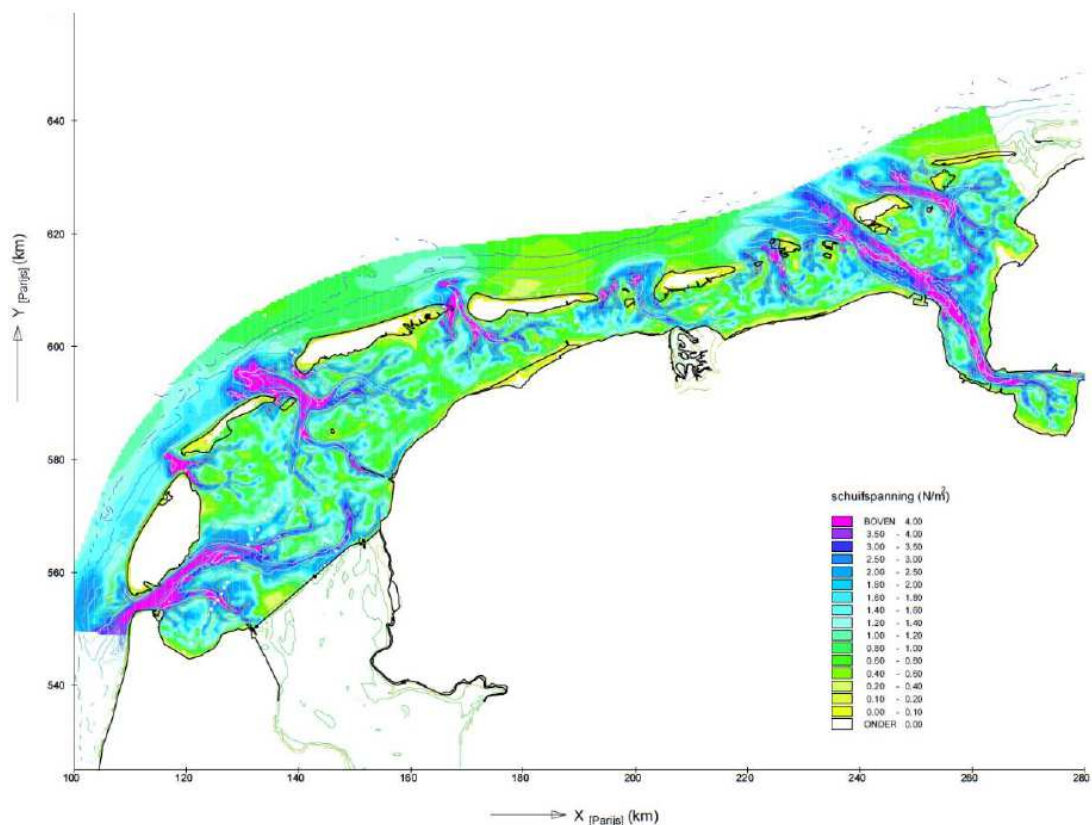 640
620
600
580
560
540
Y [Parijs] (km)
100
120
140
160
180
200
220
240
260
280
X [Parijs] (km)
schuifspanning (N/m²)
BOVEN 4.00
3.50 - 4.00
3.00 - 3.50
2.50 - 3.00
2.00 - 2.50
1.80 - 2.00
1.60 - 1.80
1.40 - 1.60
1.20 - 1.40
1.00 - 1.20
0.80 - 1.00
0.60 - 0.80
0.40 - 0.60
0.20 - 0.40
0.10 - 0.20
0.00 - 0.10
ONDER 0.00